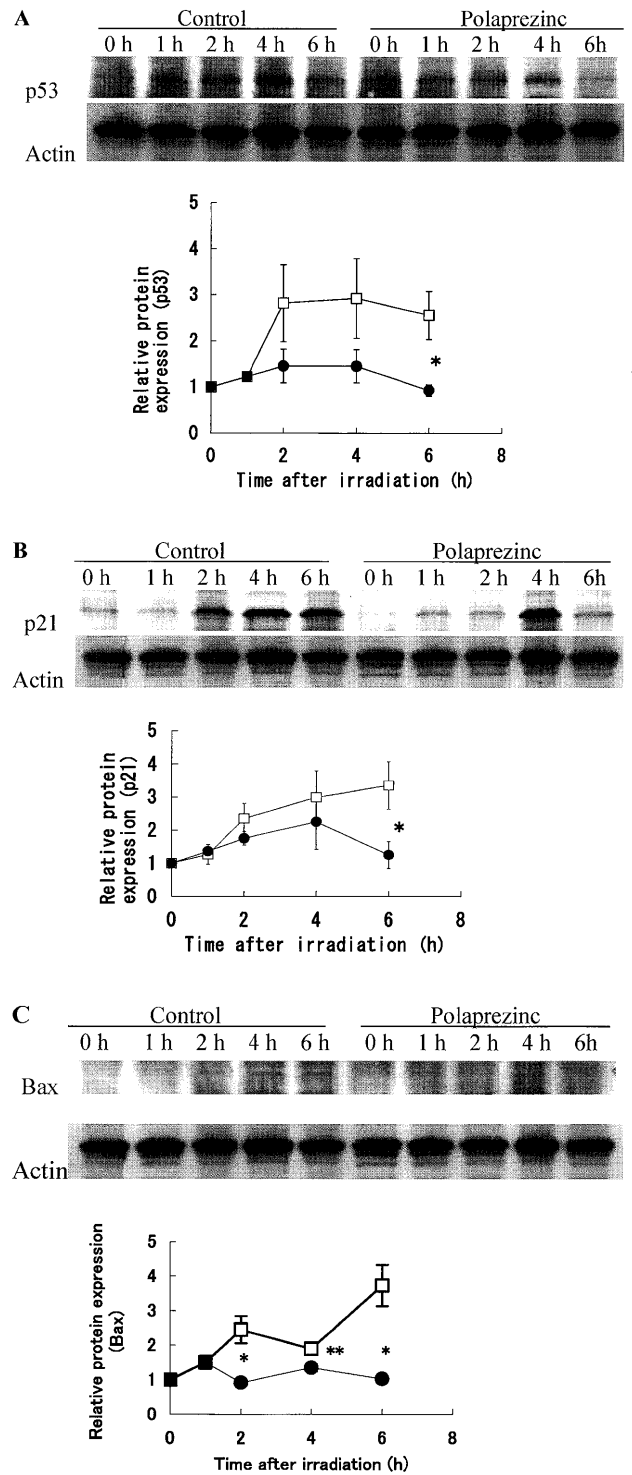 A
Control Polaprezinc
0 h 1 h 2 h 4 h 6 h 0 h 1 h 2 h 4 h 6h
p53
Actin
Relative protein
expression (p53)
5
4
3
2
1
0
0 2 4 6 8
*
Time after irradiation (h)
B
Control Polaprezinc
0 h 1 h 2 h 4 h 6 h 0 h 1 h 2 h 4 h 6h
p21
Actin
Relative protein
expression (p21)
5
4
3
2
1
0
0 2 4 6 8
*
Time after irradiation (h)
C
Control Polaprezinc
0 h 1 h 2 h 4 h 6 h 0 h 1 h 2 h 4 h 6h
Bax
Actin
Relative protein expression
(Bax)
5
4
3
2
1
0
0 2 4 6 8
* ** *
Time after irradiation (h)